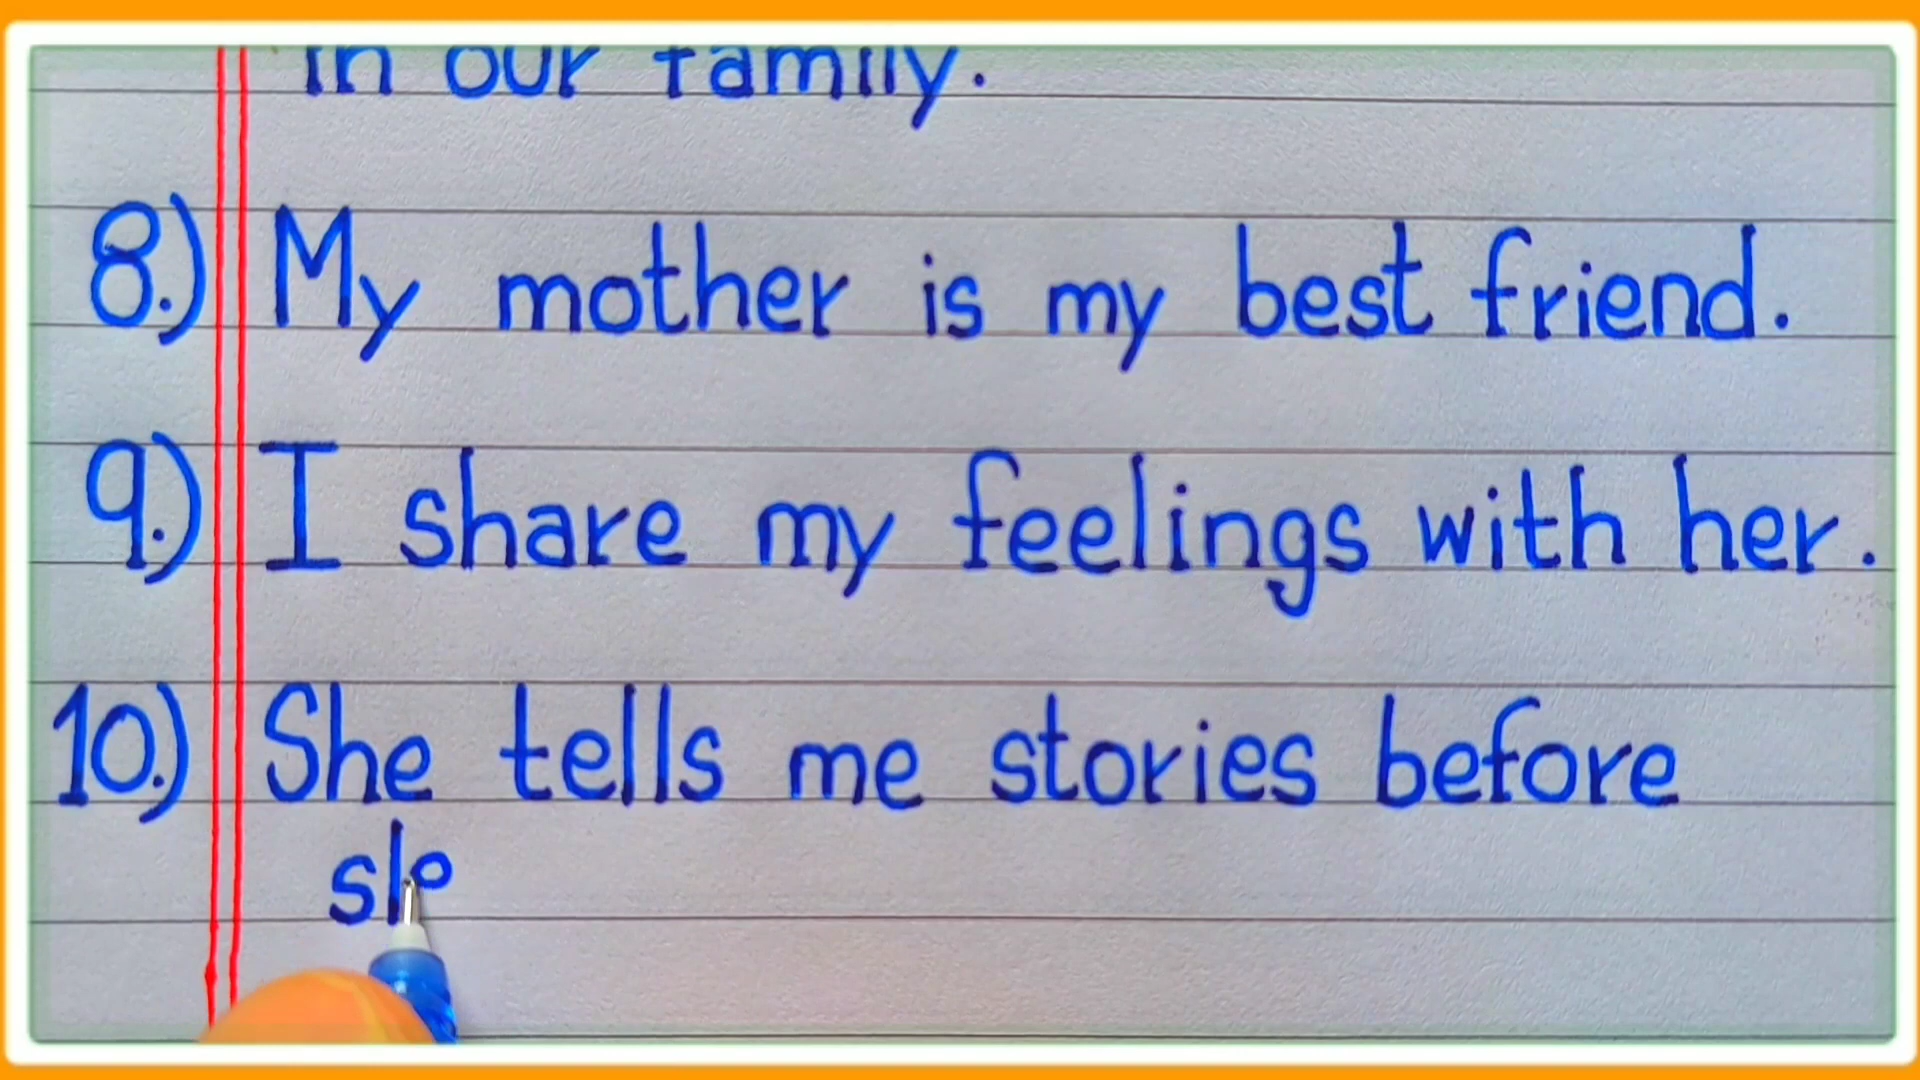 in our family.
8.) My mother is my best friend.
9.) I share my feelings with her.
10.) She tells me stories before